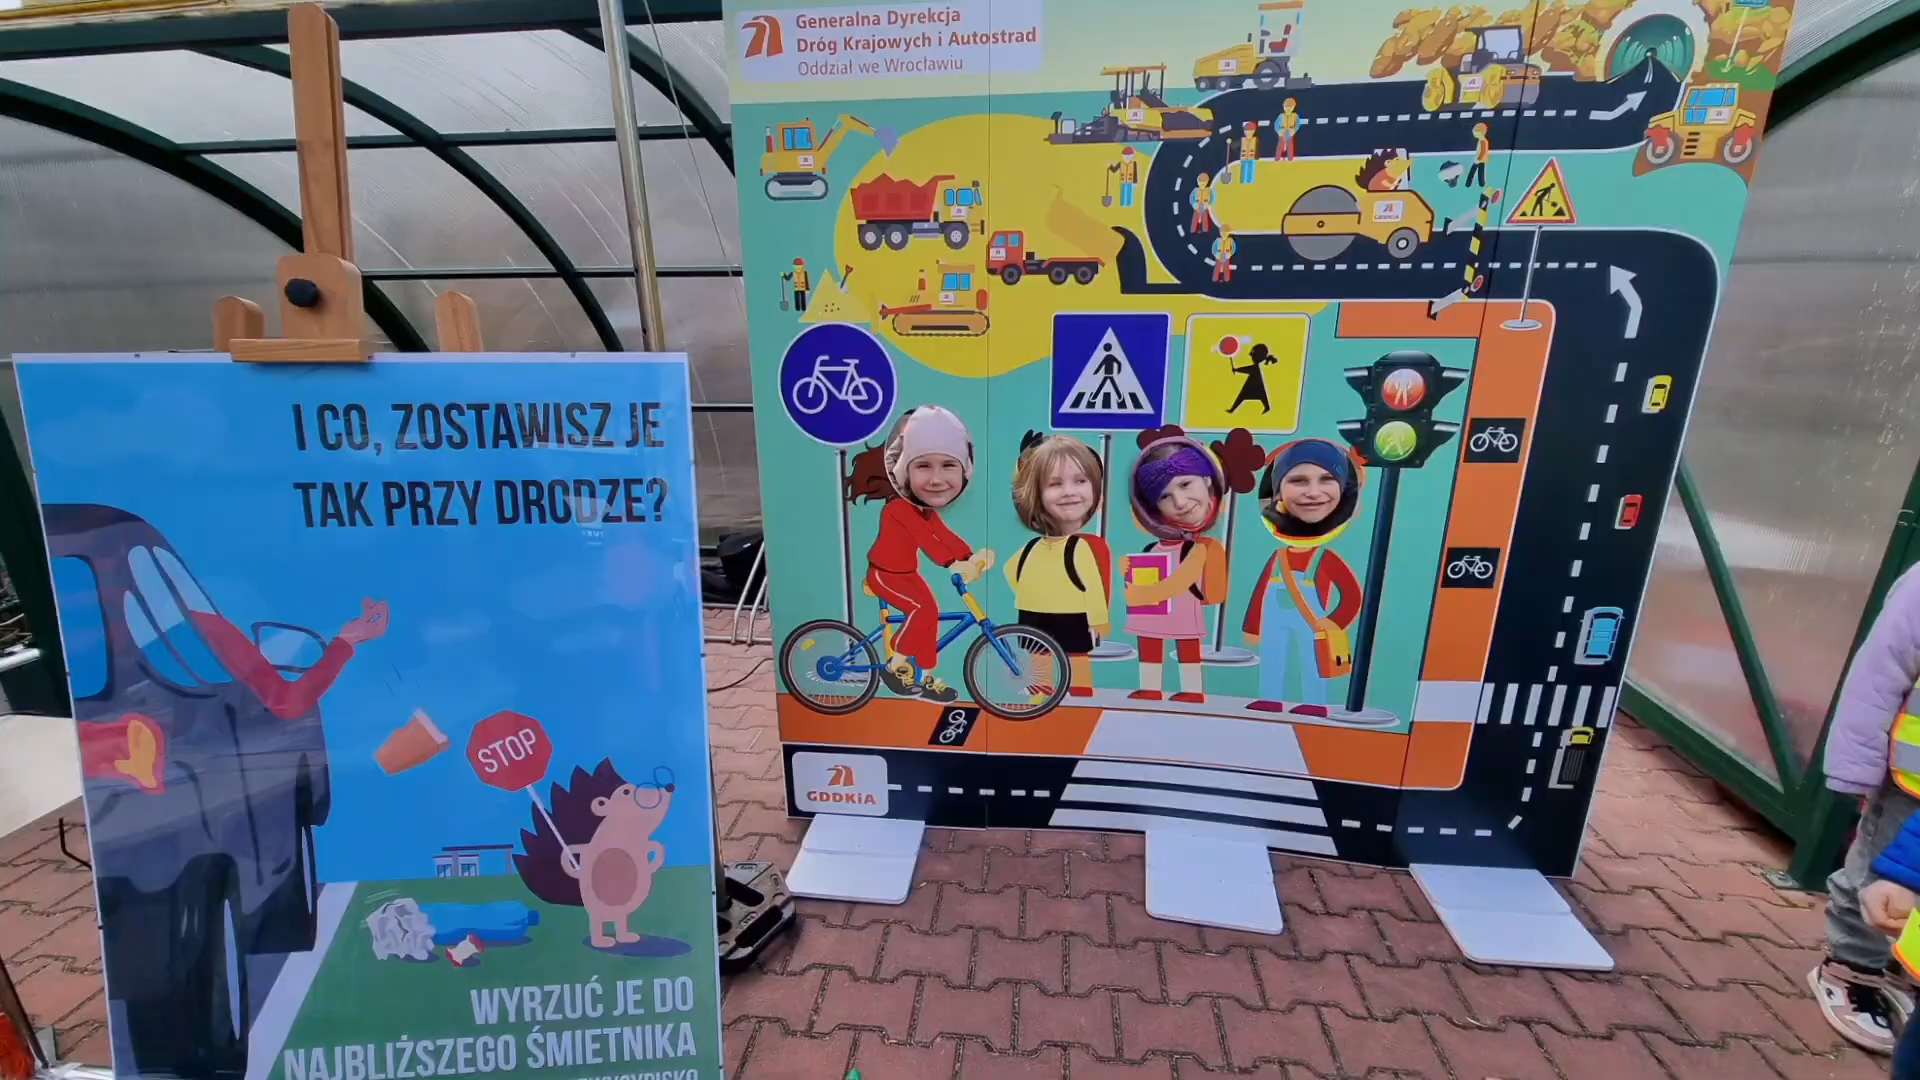 I CO, ZOSTAWISZ JE
TAK PRZY DRODZE?
STOP
WYRZUĆ JE DO
NAJBLIŻSZEGO ŚMIETNIKA
Generalna Dyrekcja
Dróg Krajowych i Autostrad
Oddział we Wrocławiu
GDDKiA
GDDKiA